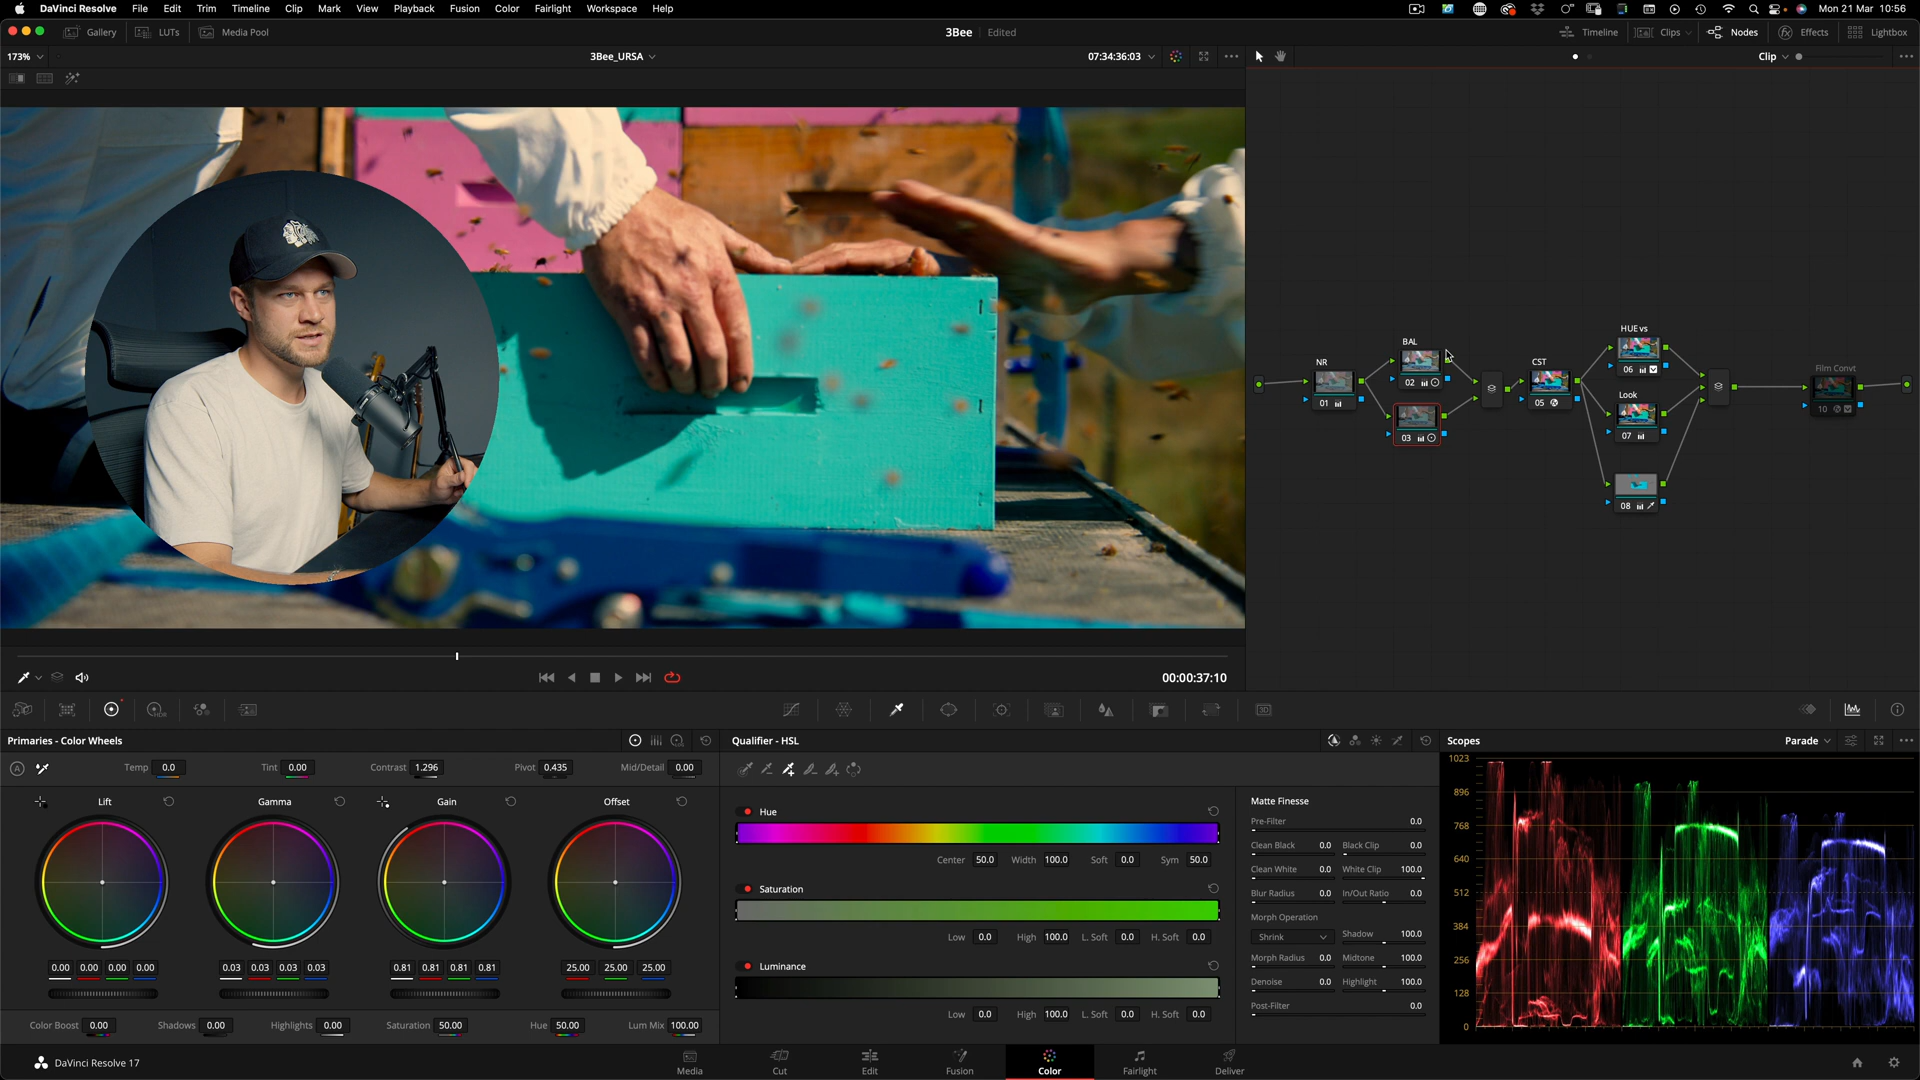 DaVinci Resolve File Edit Trim Timeline Clip Mark View Playback Fusion Color Fairlight Workspace Help
Mon 21 Mar 10:56
Gallery LUTs Media Pool
3Bee Edited
Timeline Clips Nodes Effects Lightbox
173%
3Bee_URSA
07:34:36:03
Clip
HUE vs
BAL
NR
CST
Film Convt
06
02
Look
01
05
10
03
07
08
00:00:37:10
HDR
3D
Primaries - Color Wheels
Qualifier - HSL
Scopes
Parade
A
Temp 0.0 Tint 0.00 Contrast 1.296 Pivot 0.435 Mid/Detail 0.00
Lift Gamma Gain Offset
0.00 0.00 0.00 0.00
0.03 0.03 0.03 0.03
0.81 0.81 0.81 0.81
25.00 25.00 25.00
Color Boost 0.00 Shadows 0.00 Highlights 0.00 Saturation 50.00 Hue 50.00 Lum Mix 100.00
Hue
Center 50.0 Width 100.0 Soft 0.0 Sym 50.0
Saturation
Low 0.0 High 100.0 L. Soft 0.0 H. Soft 0.0
Luminance
Low 0.0 High 100.0 L. Soft 0.0 H. Soft 0.0
Matte Finesse
Pre-Filter 0.0
Clean Black 0.0 Black Clip 0.0
Clean White 0.0 White Clip 100.0
Blur Radius 0.0 In/Out Ratio 0.0
Morph Operation
Shrink Shadow 100.0
Morph Radius 0.0 Midtone 100.0
Denoise 0.0 Highlight 100.0
Post-Filter 0.0
1023
896
768
640
512
384
256
128
0
DaVinci Resolve 17
Media Cut Edit Fusion Color Fairlight Deliver